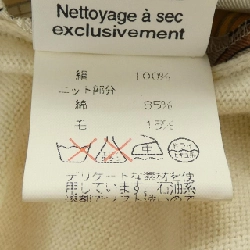 Nettoyage à sec
exclusivement
綿 100%
ニット部分
綿 85%
毛 15%
デリケートな素材を使
用しています 石油系